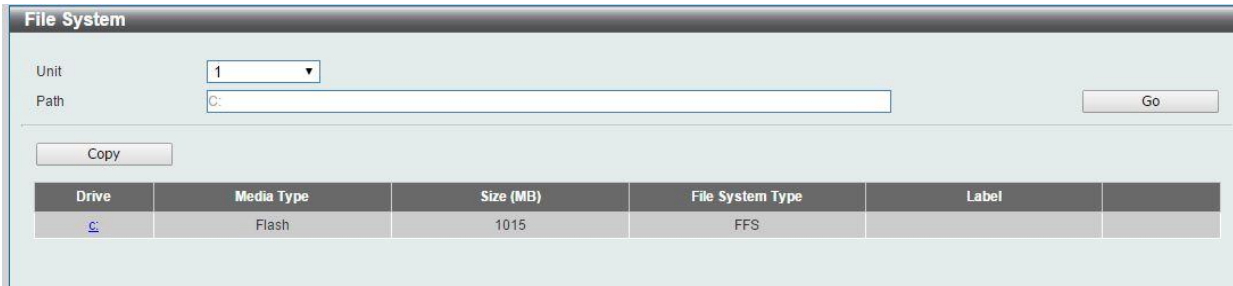 File System
Unit 1
Path C: Go
Copy
Drive Media Type Size (MB) File System Type Label
c: Flash 1015 FFS